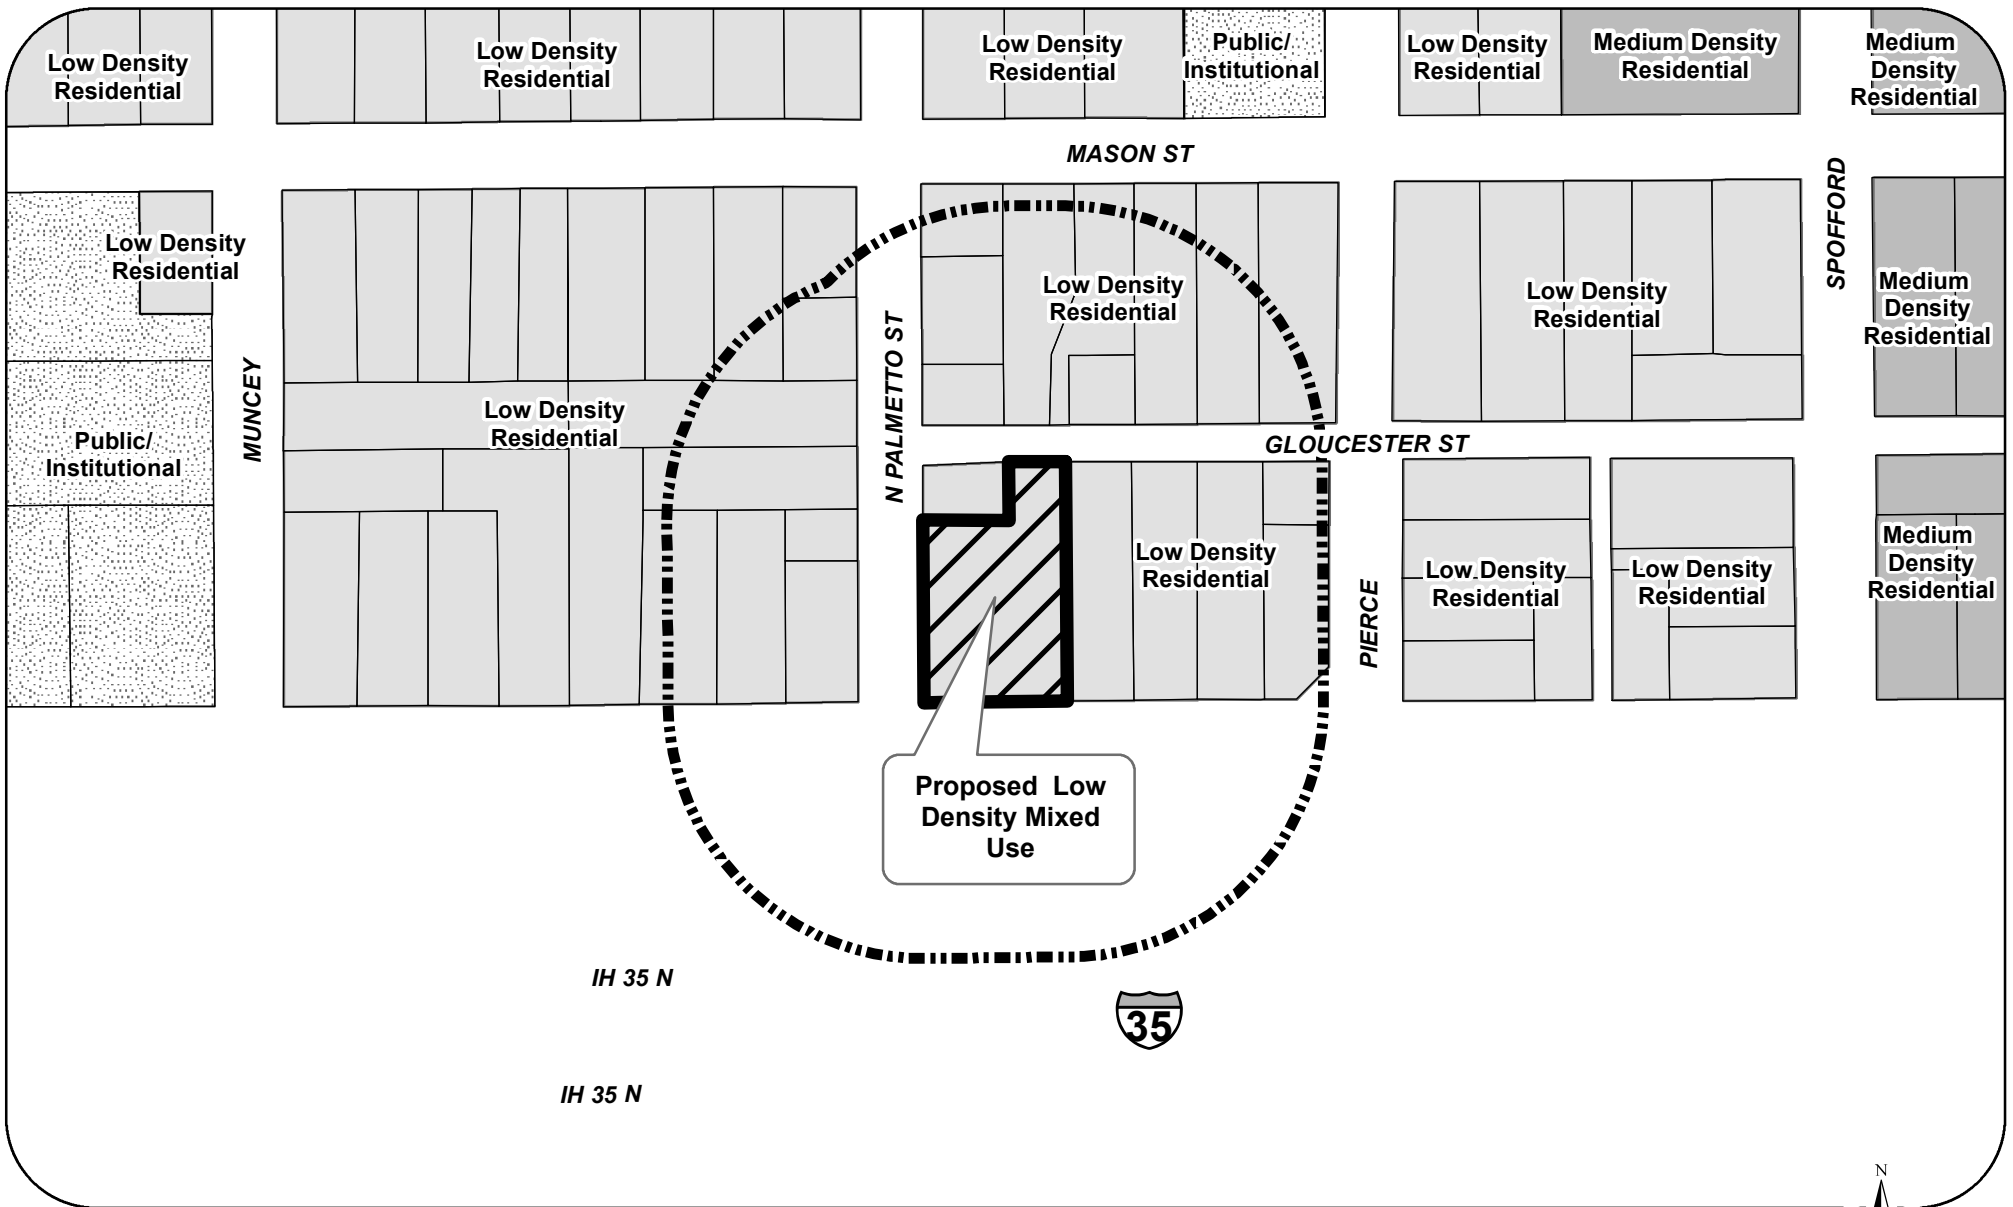 Low Density
Residential
Low Density
Residential
Low Density
Residential
Public/
Institutional
Low Density
Residential
Medium Density
Residential
Medium
Density
Residential
MASON ST
SPOFFORD
Low Density
Residential
Low Density
Residential
Low Density
Residential
Medium
Density
Residential
N PALMETTO ST
MUNCEY
Low Density
Residential
Public/
Institutional
GLOUCESTER ST
Low Density
Residential
PIERCE
Low Density
Residential
Low Density
Residential
Medium
Density
Residential
Proposed Low
Density Mixed
Use
IH 35 N
35
IH 35 N
N